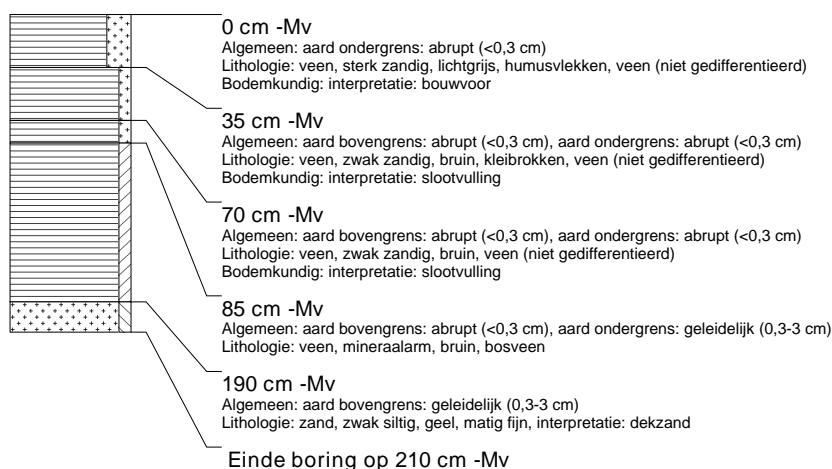 0 cm -Mv
Algemeen: aard ondergrens: abrupt (<0,3 cm)
Lithologie: veen, sterk zandig, lichtgrijs, humusvlekken, veen (niet gedifferentieerd)
Bodemkundig: interpretatie: bouwvoor
35 cm -Mv
Algemeen: aard bovengrens: abrupt (<0,3 cm), aard ondergrens: abrupt (<0,3 cm)
Lithologie: veen, zwak zandig, bruin, kleibrokken, veen (niet gedifferentieerd)
Bodemkundig: interpretatie: slootvulling
70 cm -Mv
Algemeen: aard bovengrens: abrupt (<0,3 cm), aard ondergrens: abrupt (<0,3 cm)
Lithologie: veen, zwak zandig, bruin, veen (niet gedifferentieerd)
Bodemkundig: interpretatie: slootvulling
85 cm -Mv
Algemeen: aard bovengrens: abrupt (<0,3 cm), aard ondergrens: geleidelijk (0,3-3 cm)
Lithologie: veen, mineraalarm, bruin, bosveen
190 cm -Mv
Algemeen: aard bovengrens: geleidelijk (0,3-3 cm)
Lithologie: zand, zwak siltig, geel, matig fijn, interpretatie: dekzand
Einde boring op 210 cm -Mv